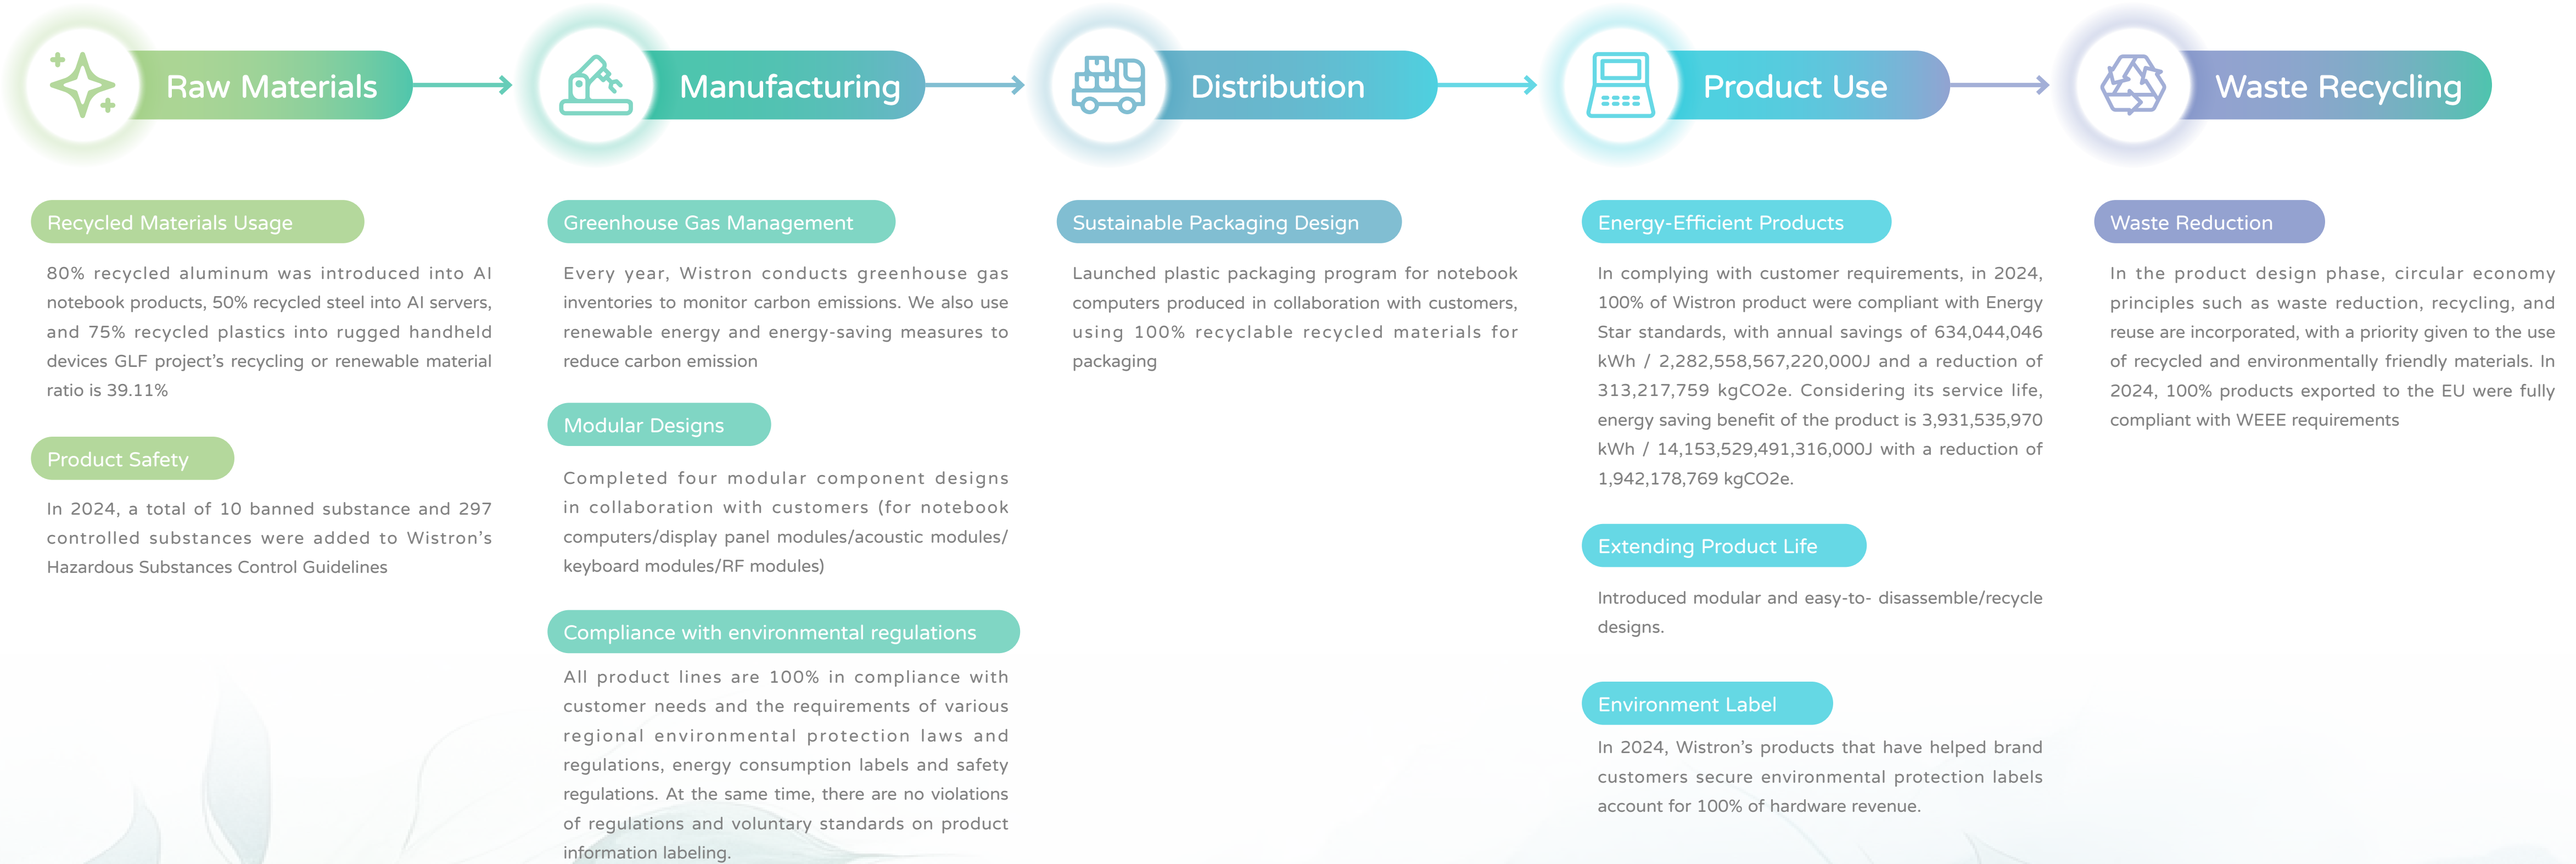 Raw Materials
Manufacturing
Distribution
Product Use
Waste Recycling
Recycled Materials Usage
80% recycled aluminum was introduced into AI
notebook products, 50% recycled steel into AI servers,
and 75% recycled plastics into rugged handheld
devices GLF project’s recycling or renewable material
ratio is 39.11%
Product Safety
In 2024, a total of 10 banned substance and 297
controlled substances were added to Wistron’s
Hazardous Substances Control Guidelines
Greenhouse Gas Management
Every year, Wistron conducts greenhouse gas
inventories to monitor carbon emissions. We also use
renewable energy and energy-saving measures to
reduce carbon emission
Modular Designs
Completed four modular component designs
in collaboration with customers (for notebook
computers/display panel modules/acoustic modules/
keyboard modules/RF modules)
Compliance with environmental regulations
All product lines are 100% in compliance with
customer needs and the requirements of various
regional environmental protection laws and
regulations, energy consumption labels and safety
regulations. At the same time, there are no violations
of regulations and voluntary standards on product
information labeling.
Sustainable Packaging Design
Launched plastic packaging program for notebook
computers produced in collaboration with customers,
using 100% recyclable recycled materials for
packaging
Energy-Efficient Products
In complying with customer requirements, in 2024,
100% of Wistron product were compliant with Energy
Star standards, with annual savings of 634,044,046
kWh / 2,282,558,567,220,000J and a reduction of
313,217,759 kgCO2e. Considering its service life,
energy saving benefit of the product is 3,931,535,970
kWh / 14,153,529,491,316,000J with a reduction of
1,942,178,769 kgCO2e.
Extending Product Life
Introduced modular and easy-to- disassemble/recycle
designs.
Environment Label
In 2024, Wistron’s products that have helped brand
customers secure environmental protection labels
account for 100% of hardware revenue.
Waste Reduction
In the product design phase, circular economy
principles such as waste reduction, recycling, and
reuse are incorporated, with a priority given to the use
of recycled and environmentally friendly materials. In
2024, 100% products exported to the EU were fully
compliant with WEEE requirements